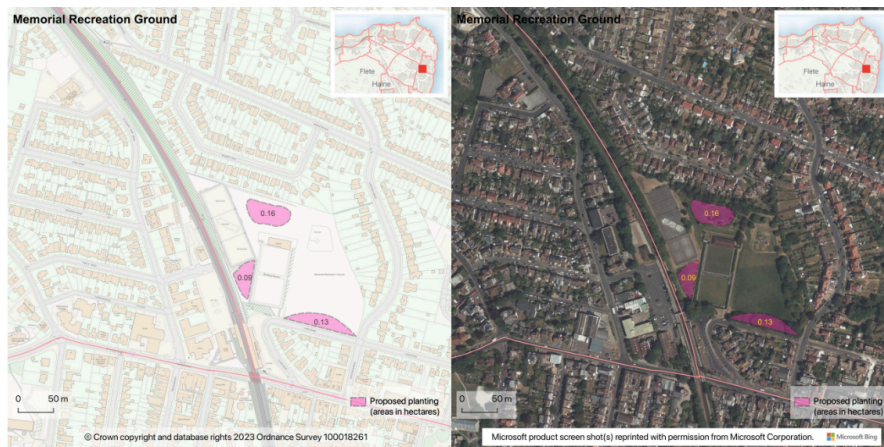 Memorial Recreation Ground
Flete
Haine
0.16
0.09
0.13
0 50 m
Proposed planting
(areas in hectares)
© Crown copyright and database rights 2023 Ordnance Survey 100018261
Memorial Recreation Ground
Flete
Haine
0.16
0.09
0.13
0 50 m
Proposed planting
(areas in hectares)
Microsoft product screen shot(s) reprinted with permission from Microsoft Corporation.
Microsoft Bing